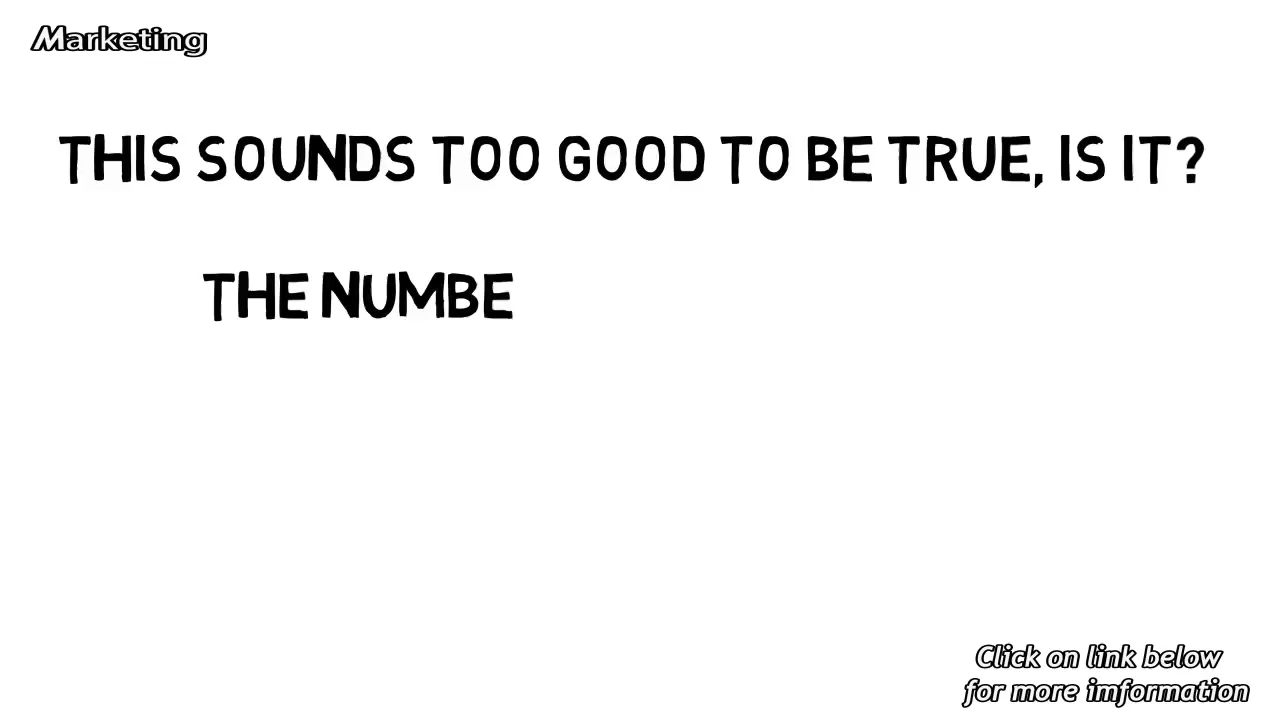 Marketing
THIS SOUNDS TOO GOOD TO BE TRUE, IS IT?
THE NUMBE
Click on link below
for more imformation